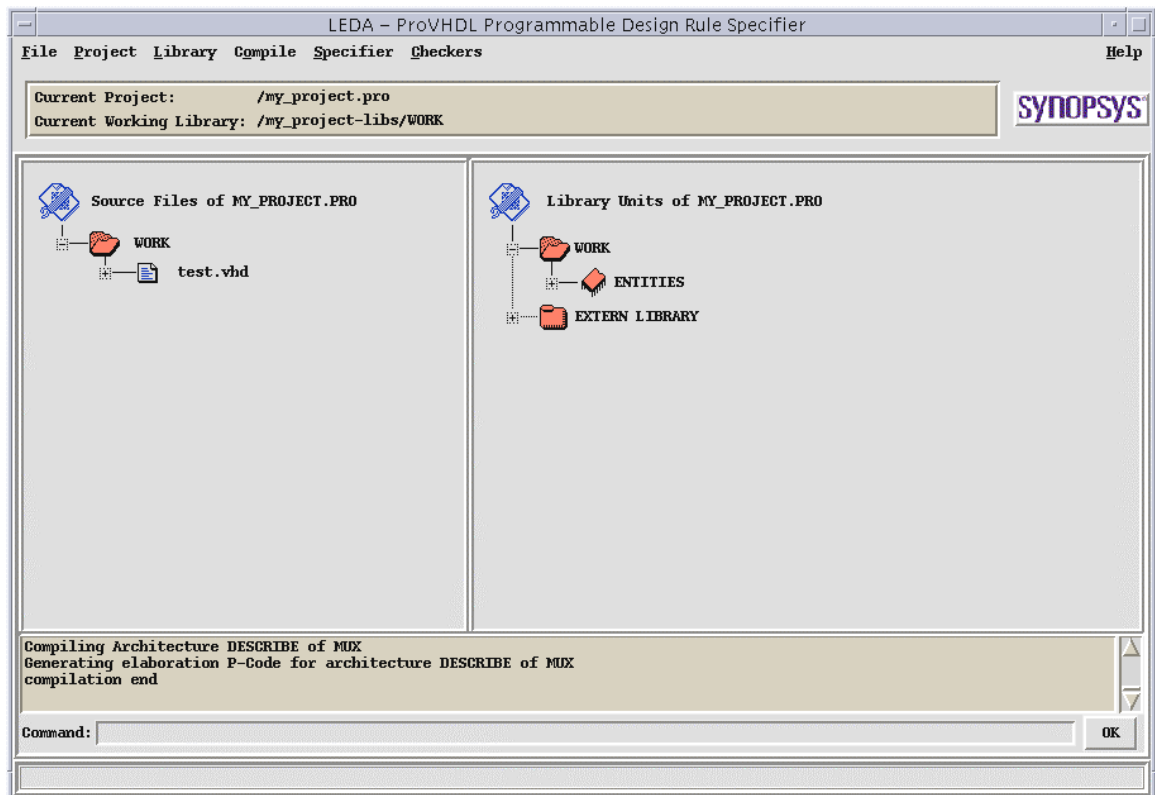 LEDA – ProVHDL Programmable Design Rule Specifier
File Project Library Compile Specifier Checkers Help
Current Project: /my_project.pro
Current Working Library: /my_project-libs/WORK
SYNOPSYS
Source Files of MY_PROJECT.PRO
WORK
test.vhd
Library Units of MY_PROJECT.PRO
WORK
ENTITIES
EXTERN LIBRARY
Compiling Architecture DESCRIBE of MUX
Generating elaboration P-Code for architecture DESCRIBE of MUX
compilation end
Command: OK